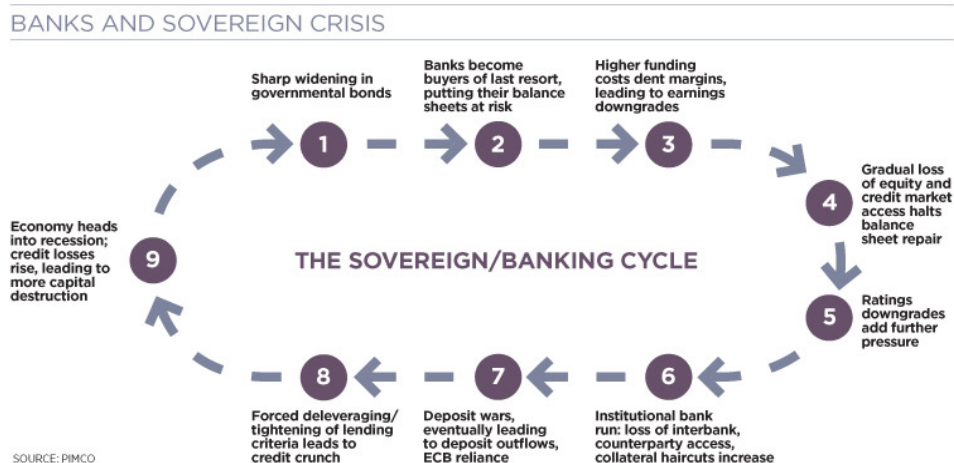 BANKS AND SOVEREIGN CRISIS
Sharp widening in
governmental bonds
1
Banks become
buyers of last resort,
putting their balance
sheets at risk
2
Higher funding
costs dent margins,
leading to earnings
downgrades
3
Gradual loss
of equity and
credit market
access halts
balance
sheet repair
4
Ratings
downgrades
add further
pressure
5
6
Institutional bank
run: loss of interbank,
counterparty access,
collateral haircuts increase
7
Deposit wars,
eventually leading
to deposit outflows,
ECB reliance
8
Forced deleveraging/
tightening of lending
criteria leads to
credit crunch
Economy heads
into recession;
credit losses
rise, leading to
more capital
destruction
9
THE SOVEREIGN/BANKING CYCLE
SOURCE: PIMCO